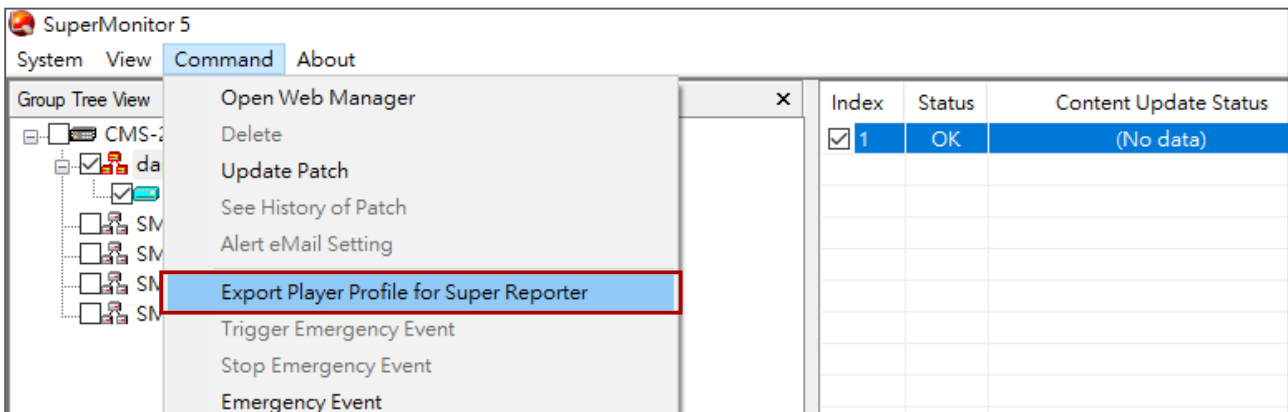 SuperMonitor 5
System View Command About
Group Tree View
CMS-2
da
SM
SM
SM
SM
Open Web Manager
Delete
Update Patch
See History of Patch
Alert eMail Setting
Export Player Profile for Super Reporter
Trigger Emergency Event
Stop Emergency Event
Emergency Event
Index Status Content Update Status
1 OK (No data)